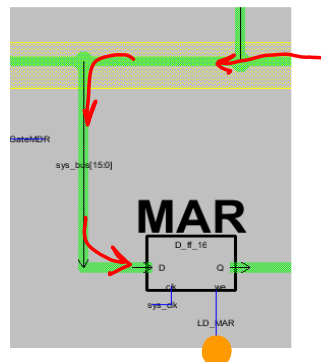 GateMDR
sys_bus[15:0]
MAR
D_ff_16
D Q
clk we
sys_clk
LD_MAR